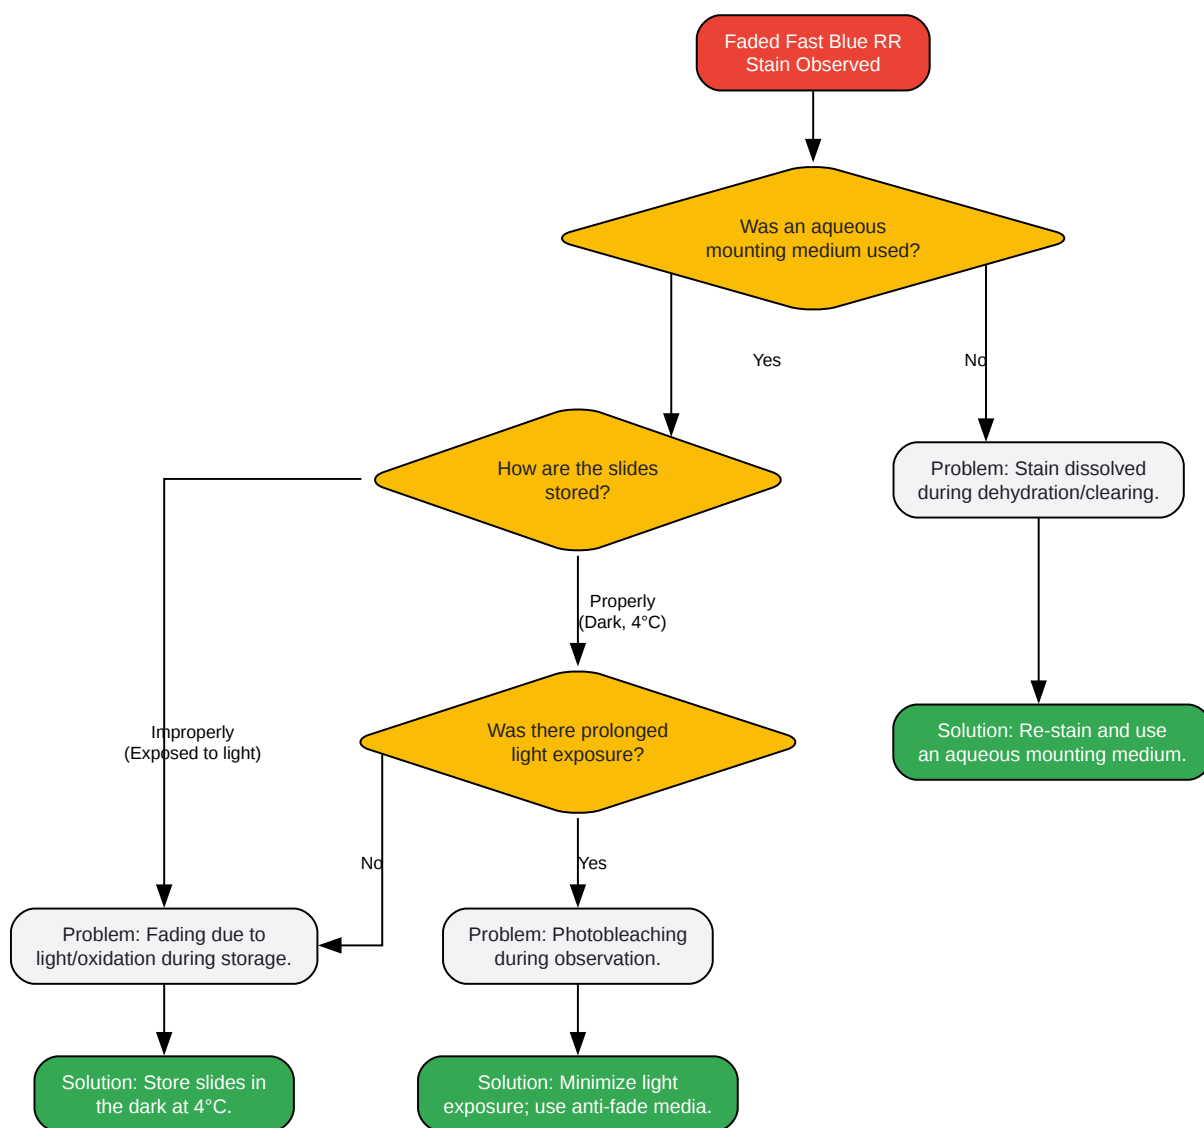 Faded Fast Blue RR
Stain Observed
Was an aqueous
mounting medium used?
Yes
No
How are the slides
stored?
Problem: Stain dissolved
during dehydration/clearing.
Properly
(Dark, 4°C)
Improperly
(Exposed to light)
Was there prolonged
light exposure?
Solution: Re-stain and use
an aqueous mounting medium.
No
Yes
Problem: Fading due to
light/oxidation during storage.
Problem: Photobleaching
during observation.
Solution: Store slides in
the dark at 4°C.
Solution: Minimize light
exposure; use anti-fade media.